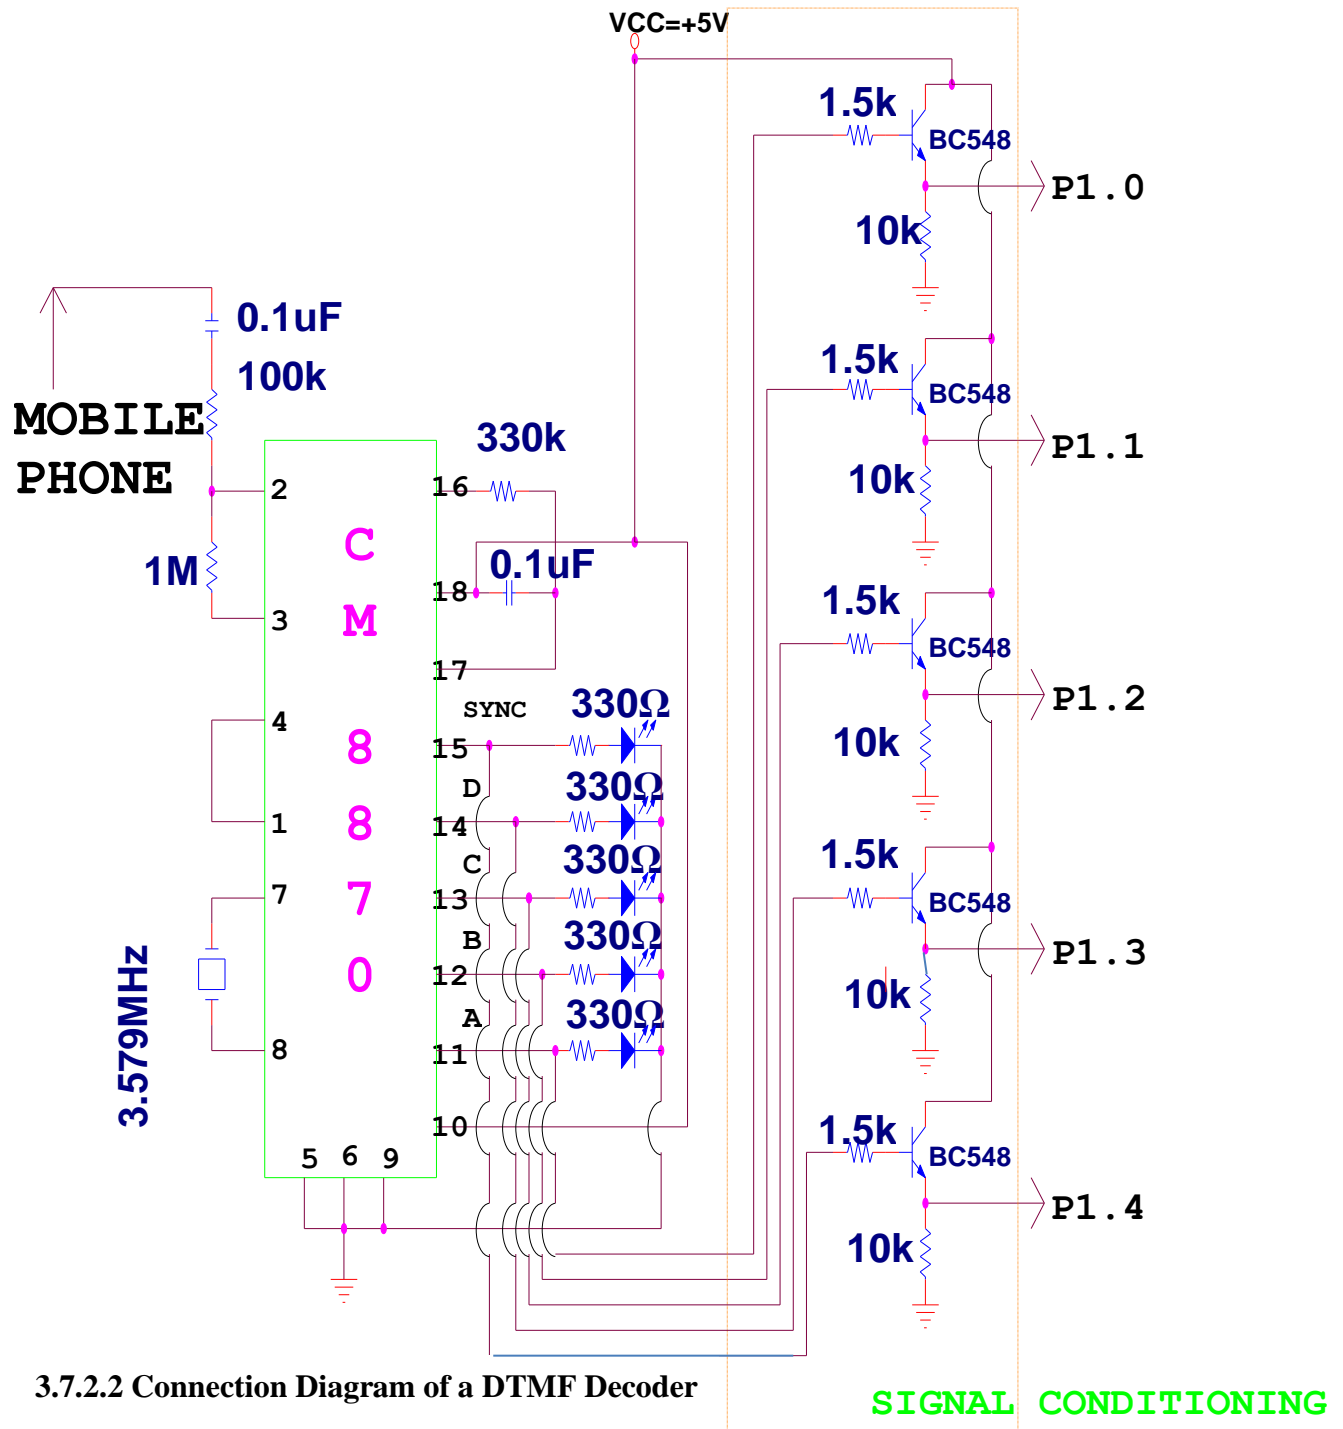 VCC=+5V
1.5k
BC548
P1.0
10k
0.1uF
100k
MOBILE
PHONE
1.5k
BC548
P1.1
10k
330k
2
16
C
1M
0.1uF
18
3
M
17
1.5k
BC548
P1.2
10k
SYNC
330Ω
4
8
15
D
330Ω
1
8
14
C
330Ω
7
7
13
B
330Ω
0
12
A
330Ω
3.579MHz
8
11
10
5 6 9
1.5k
BC548
P1.3
10k
1.5k
BC548
P1.4
10k
3.7.2.2 Connection Diagram of a DTMF Decoder
SIGNAL CONDITIONING